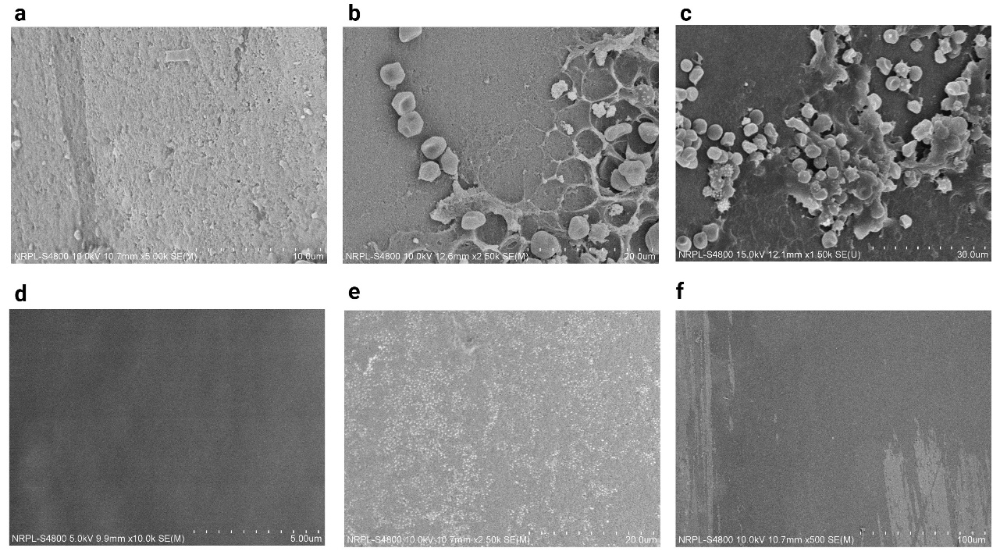 a
b
c
NRPL-S4800 10.0kV 10.7mm x5.00k SE(M) 10.0um
NRPL-S4800 10.0kV 12.6mm x2.50k SE(M) 20.0um
NRPL-S4800 15.0kV 12.1mm x1.50k SE(U) 30.0um
d
e
f
NRPL-S4800 5.0kV 9.9mm x10.0k SE(M) 5.00um
NRPL-S4800 10.0kV 10.7mm x2.50k SE(M) 20.0um
NRPL-S4800 10.0kV 10.7mm x500 SE(M) 100um